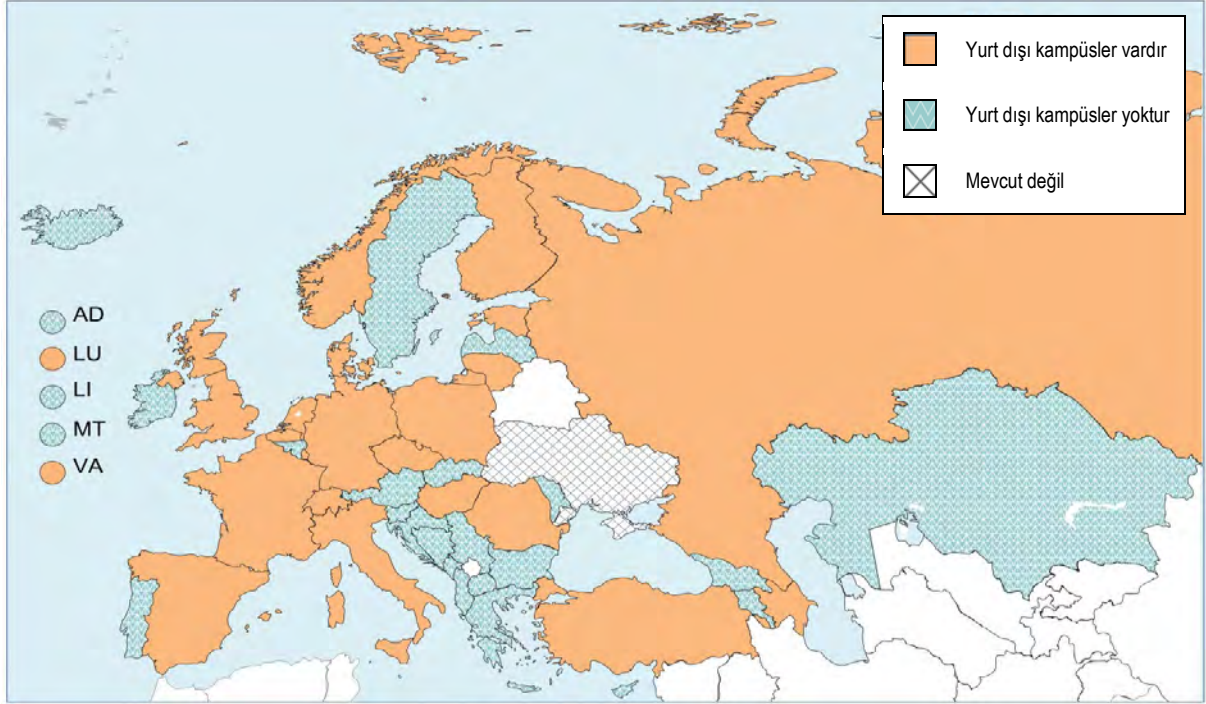 Yurt dışı kampüsler vardır
Yurt dışı kampüsler yoktur
Mevcut değil
AD
LU
LI
MT
VA